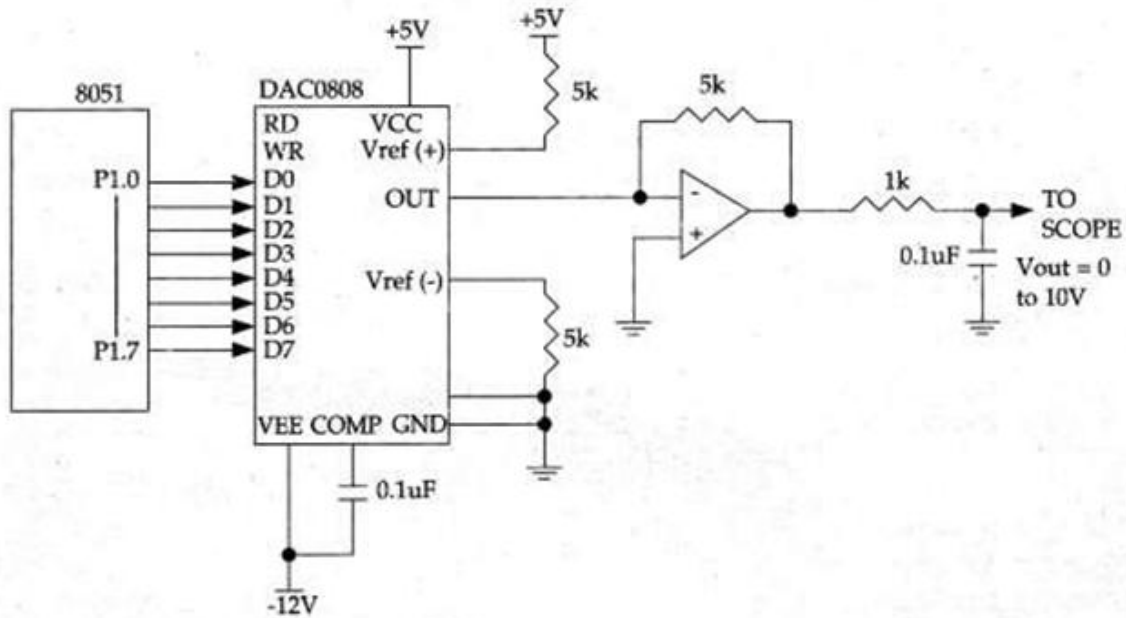 +5V
+5V
8051
DAC0808
5k
5k
RD
VCC
WR
Vref (+)
P1.0
D0
OUT
D1
D2
D3
D4
D5
D6
P1.7
D7
Vref (-)
5k
-
+
1k
TO
SCOPE
0.1uF
Vout = 0
to 10V
VEE
COMP
GND
0.1uF
-12V